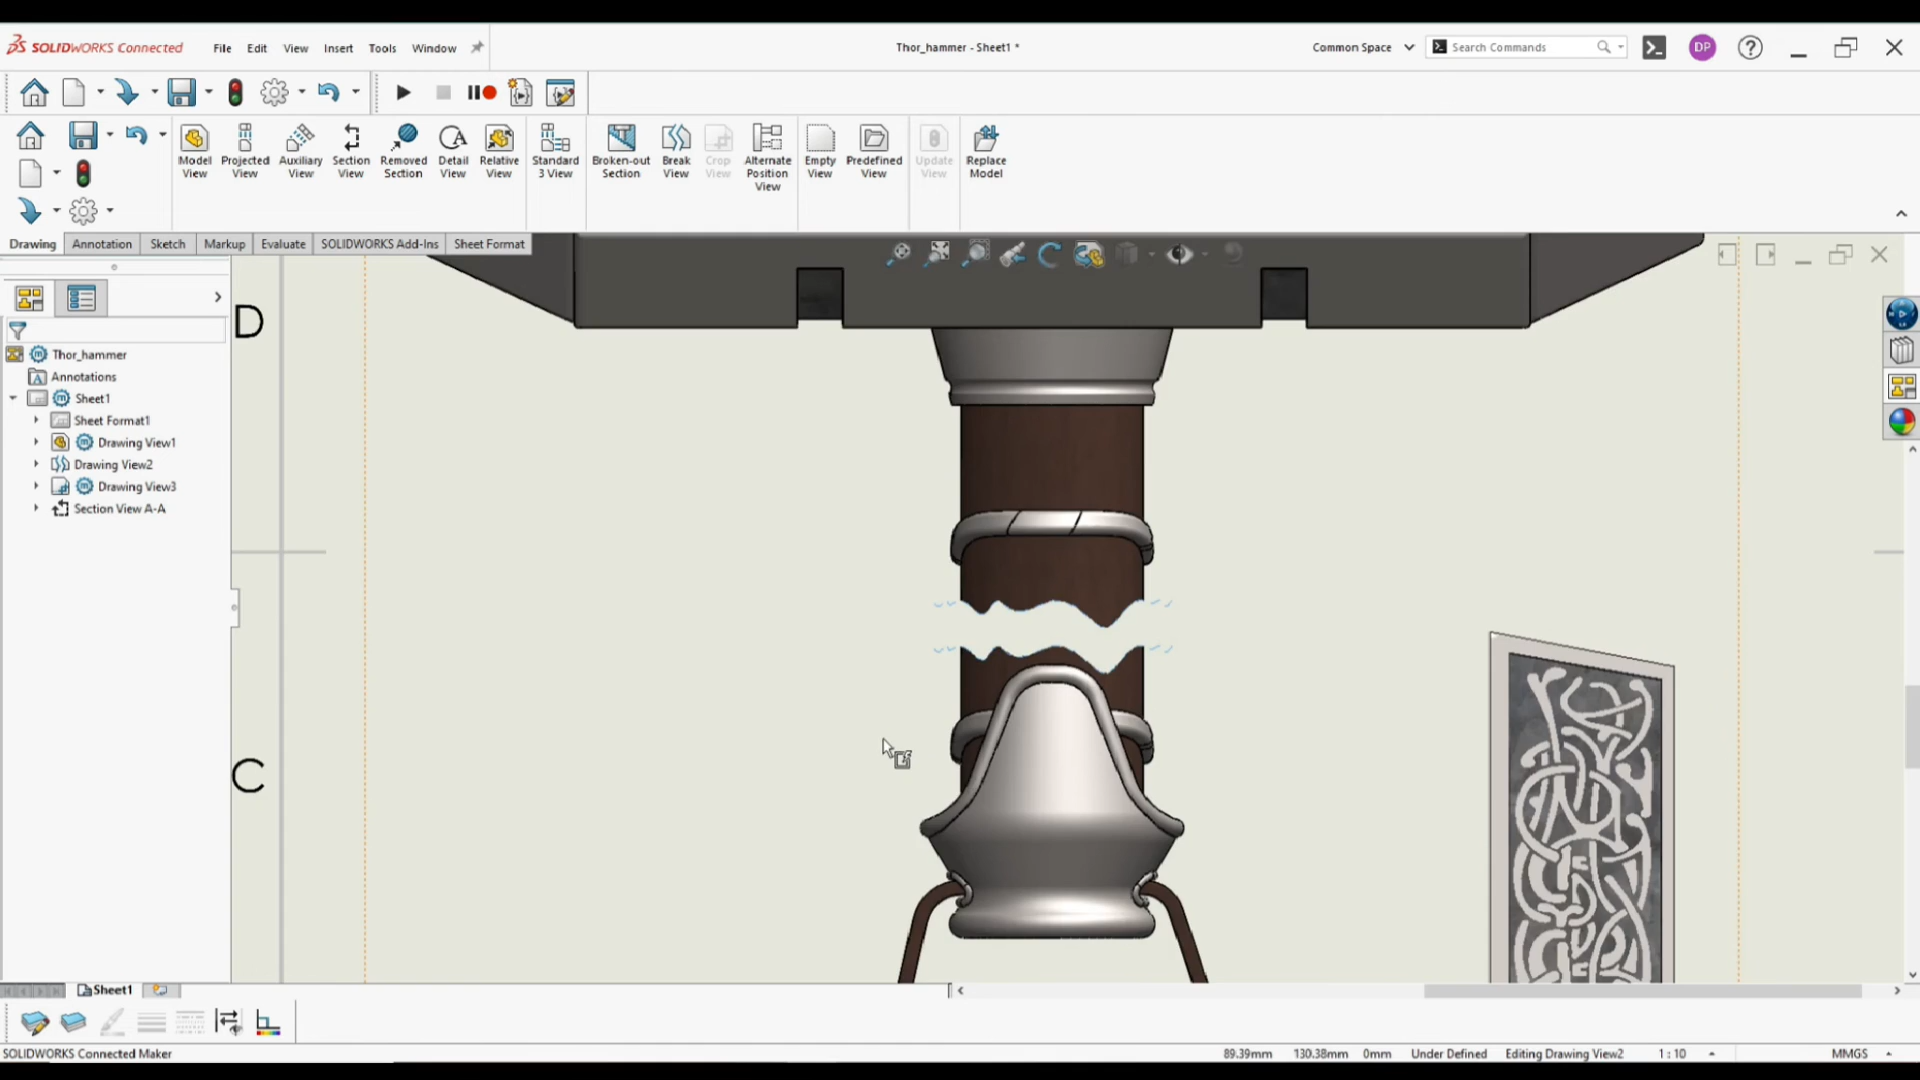 SOLIDWORKS Connected
File Edit View Insert Tools Window
Thor_hammer - Sheet1 *
Common Space
Search Commands
DP
Model View
Projected View
Auxiliary View
Section View
Removed Section
Detail View
Relative View
Standard 3 View
Broken-out Section
Break View
Crop View
Alternate Position View
Empty View
Predefined View
Update View
Replace Model
Drawing Annotation Sketch Markup Evaluate SOLIDWORKS Add-Ins Sheet Format
D
Thor_hammer
Annotations
Sheet1
Sheet Format1
Drawing View1
Drawing View2
Drawing View3
Section View A-A
C
Sheet1
SOLIDWORKS Connected Maker
89.39mm 130.38mm 0mm Under Defined Editing Drawing View2 1 : 10 MMGS